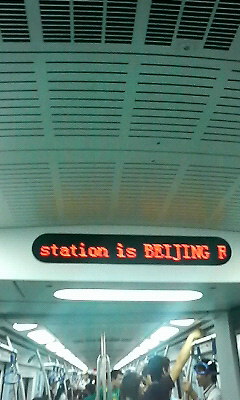 station is BEIJING R